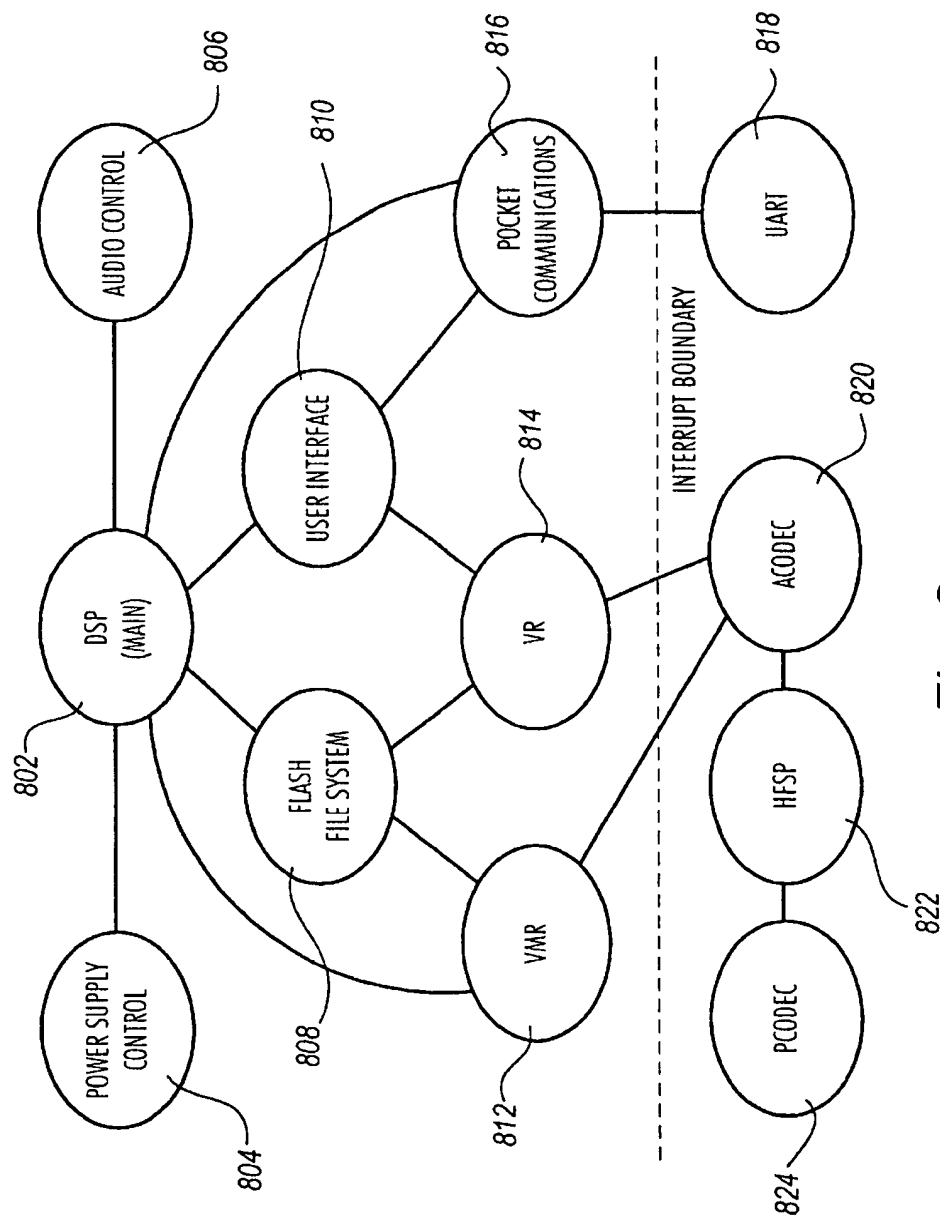 806
AUDIO CONTROL
802
DSP
(MAIN)
POWER SUPPLY
CONTROL
804
810
USER INTERFACE
FLASH
FILE SYSTEM
808
816
POCKET
COMMUNICATIONS
814
VR
VMR
812
INTERRUPT BOUNDARY
818
UART
820
ACODEC
HFSP
822
PCODEC
824